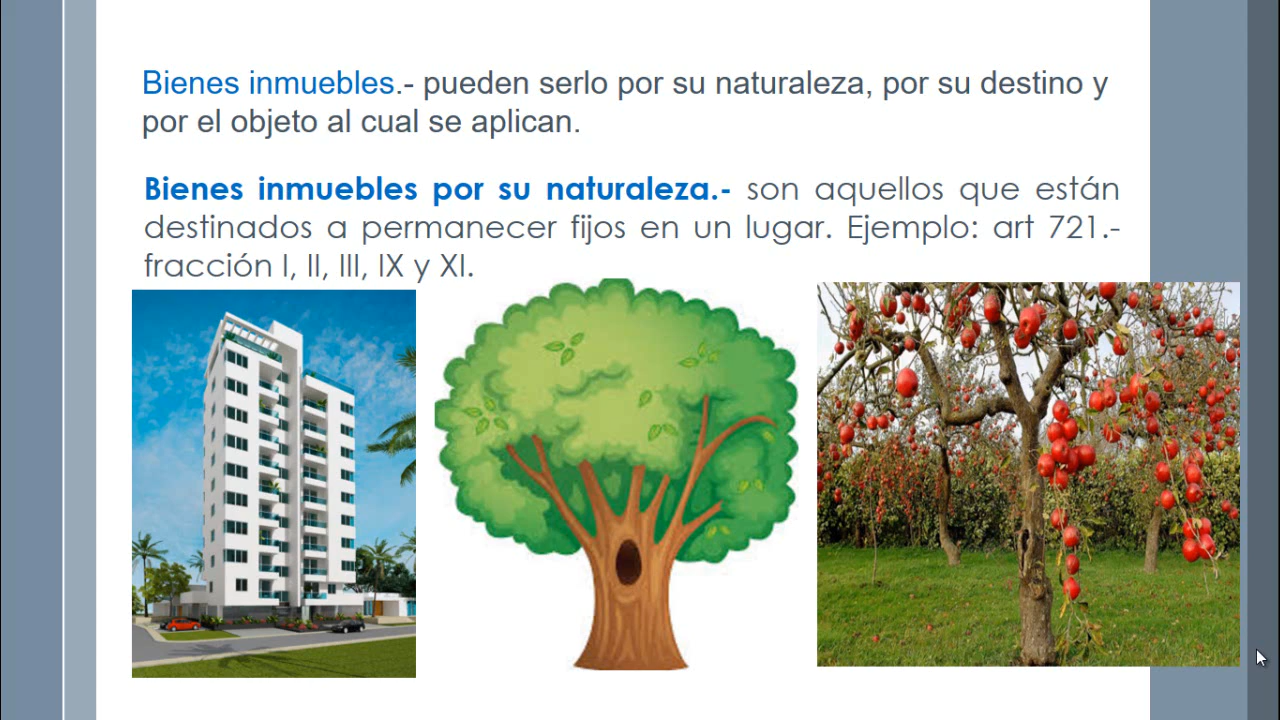 Bienes inmuebles.- pueden serlo por su naturaleza, por su destino y
por el objeto al cual se aplican.
Bienes inmuebles por su naturaleza.- son aquellos que están
destinados a permanecer fijos en un lugar. Ejemplo: art 721.-
fracción I, II, III, IX y XI.